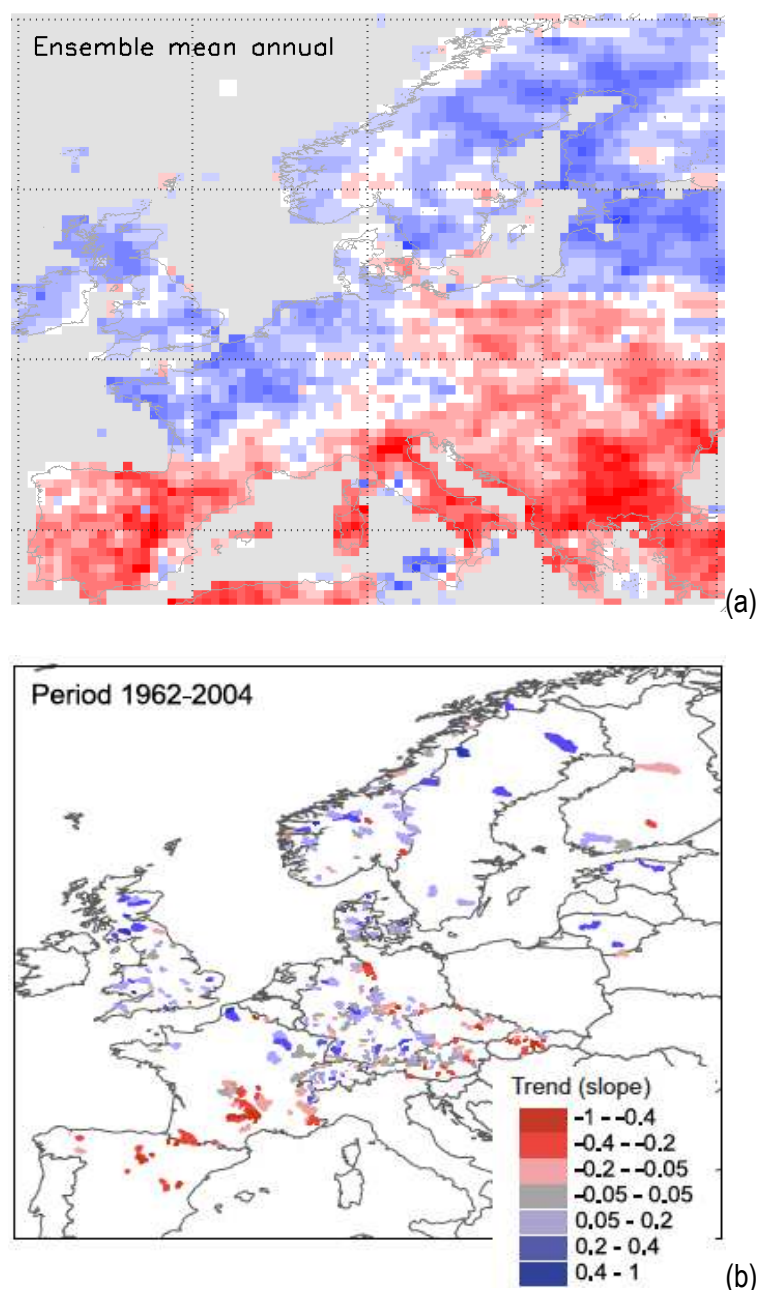 Ensemble mean annual
(a)
Period 1962-2004
Trend (slope)
-1 - -0.4
-0.4 - -0.2
-0.2 - -0.05
-0.05 - 0.05
0.05 - 0.2
0.2 - 0.4
0.4 - 1
(b)